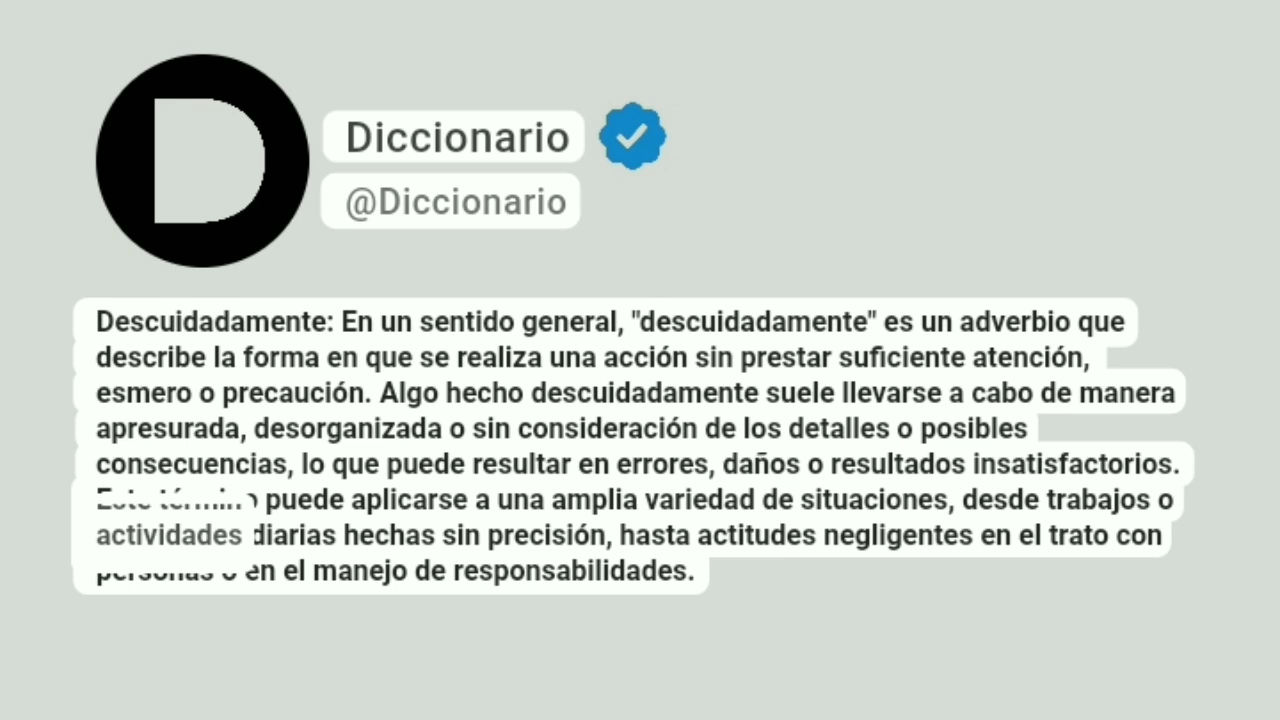 D
Diccionario
@Diccionario
Descuidadamente: En un sentido general, "descuidadamente" es un adverbio que
describe la forma en que se realiza una acción sin prestar suficiente atención,
esmero o precaución. Algo hecho descuidadamente suele llevarse a cabo de manera
apresurada, desorganizada o sin consideración de los detalles o posibles
consecuencias, lo que puede resultar en errores, daños o resultados insatisfactorios.
Este término puede aplicarse a una amplia variedad de situaciones, desde trabajos o
actividades diarias hechas sin precisión, hasta actitudes negligentes en el trato con
personas o en el manejo de responsabilidades.